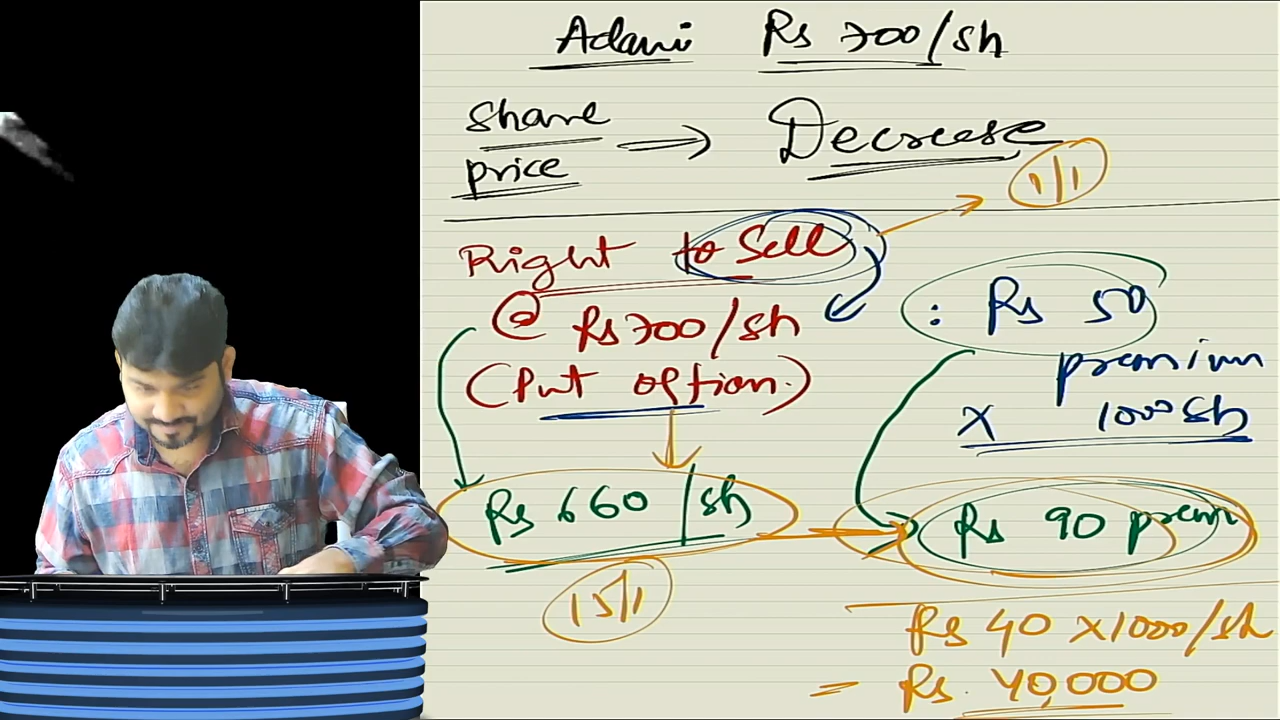 Adani Rs 700/sh
Share
price ⇒ Decrease
1/1
Right to Sell
@ Rs 700/sh
(Put option.)
: Rs 50
premium
x 1000 sh
Rs 660 /sh
Rs 90 prem
15/1
Rs 40 x 1000/sh
= Rs. 40,000